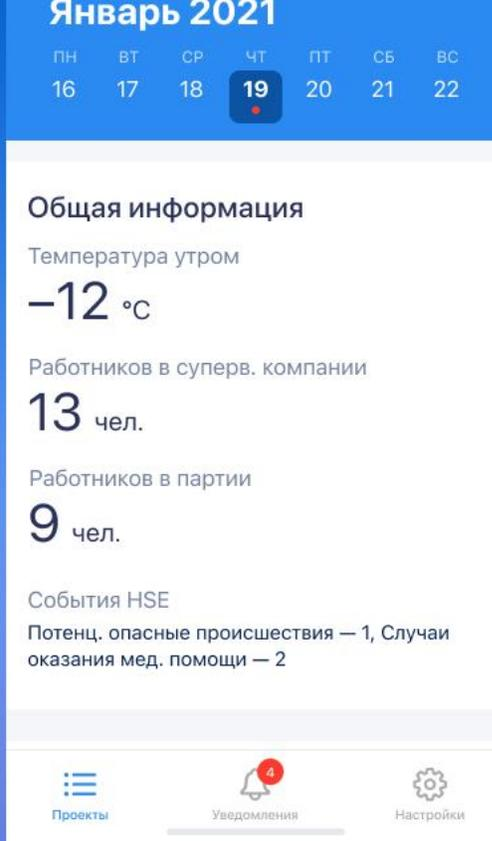 Январь 2021
ПН ВТ СР ЧТ ПТ СБ ВС
16 17 18 19 20 21 22
Общая информация
Температура утром
–12 °C
Работников в суперв. компании
13 чел.
Работников в партии
9 чел.
События HSE
Потенц. опасные происшествия — 1, Случаи
оказания мед. помощи — 2
4
Проекты Уведомления Настройки